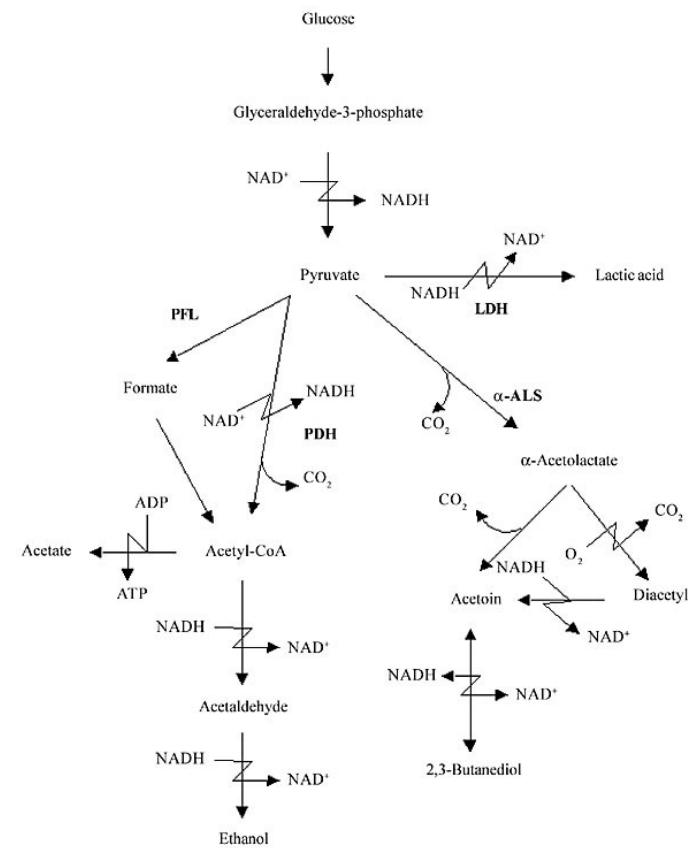 Glucose
Glyceraldehyde-3-phosphate
NAD⁺
NADH
NAD⁺
Pyruvate
Lactic acid
NADH
LDH
PFL
Formate
NADH
α-ALS
NAD⁺
CO₂
PDH
α-Acetolactate
CO₂
ADP
CO₂
CO₂
Acetate
Acetyl-CoA
O₂
NADH
ATP
Acetoin
Diacetyl
NADH
NAD⁺
NAD⁺
NADH
NAD⁺
Acetaldehyde
NADH
NAD⁺
2,3-Butanediol
Ethanol